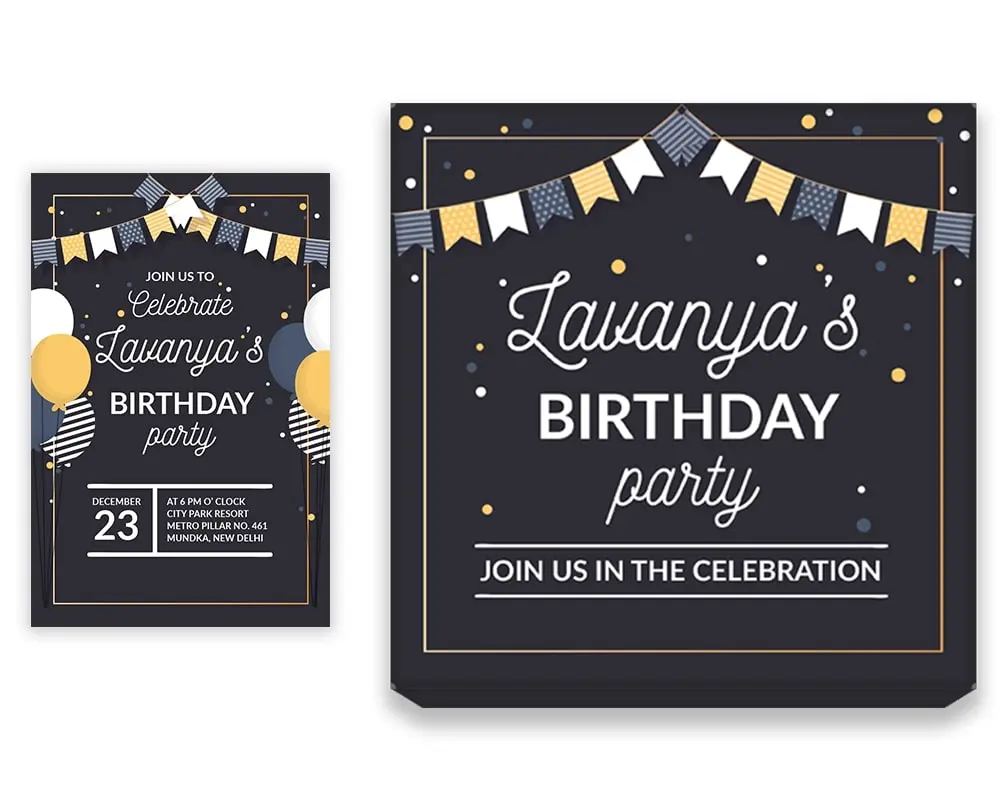 JOIN US TO
Celebrate
Lavanya's
BIRTHDAY
party
DECEMBER
23
AT 6 PM O' CLOCK
CITY PARK RESORT
METRO PILLAR NO. 461
MUNDKA, NEW DELHI
Lavanya's
BIRTHDAY
party
JOIN US IN THE CELEBRATION